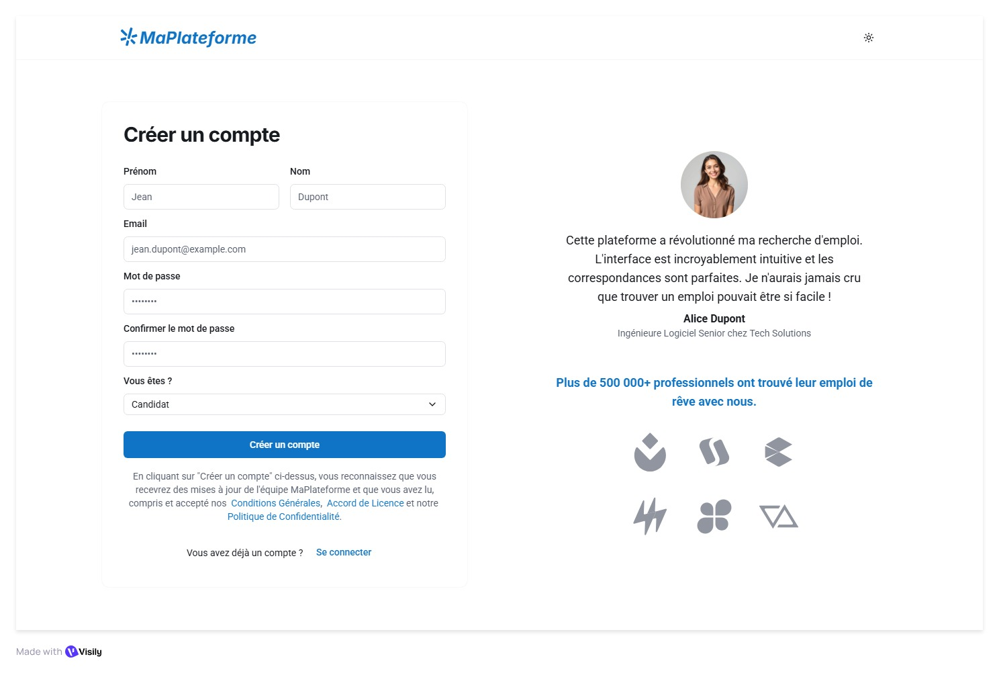 MaPlateforme
Créer un compte
Prénom
Nom
Jean
Dupont
Email
jean.dupont@example.com
Mot de passe
••••••••
Confirmer le mot de passe
••••••••
Vous êtes ?
Candidat
Créer un compte
En cliquant sur "Créer un compte" ci-dessus, vous reconnaissez que vous
recevrez des mises à jour de l'équipe MaPlateforme et que vous avez lu,
compris et accepté nos Conditions Générales, Accord de Licence et notre
Politique de Confidentialité.
Vous avez déjà un compte ? Se connecter
Cette plateforme a révolutionné ma recherche d'emploi.
L'interface est incroyablement intuitive et les
correspondances sont parfaites. Je n'aurais jamais cru
que trouver un emploi pouvait être si facile !
Alice Dupont
Ingénieure Logiciel Senior chez Tech Solutions
Plus de 500 000+ professionnels ont trouvé leur emploi de
rêve avec nous.
Made with Visily